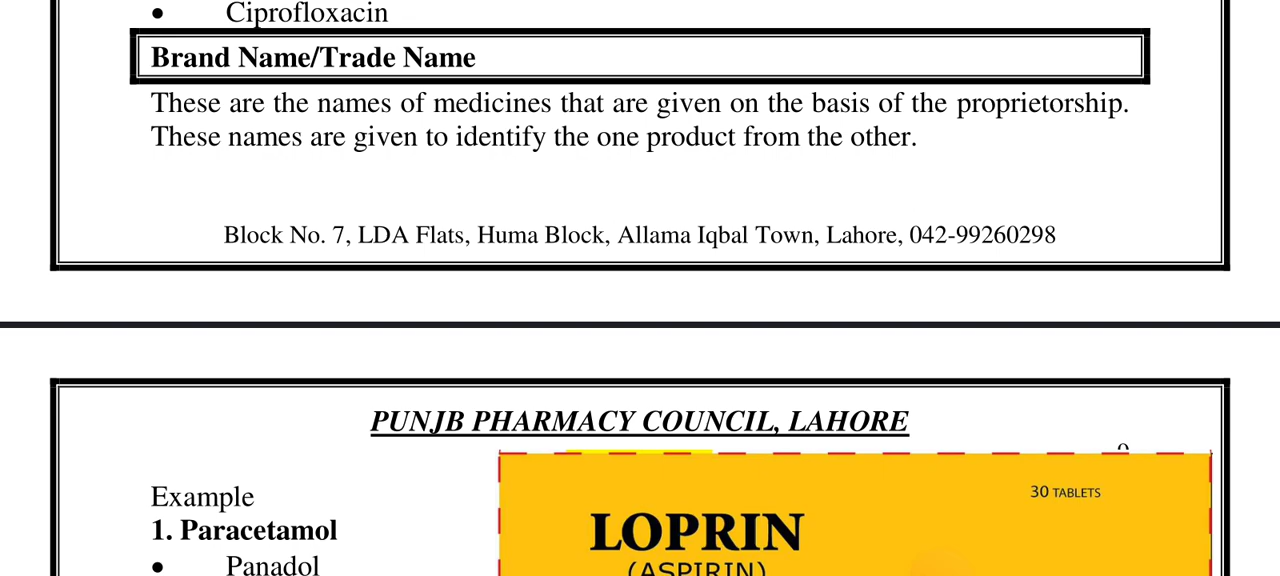 • Ciprofloxacin
Brand Name/Trade Name
These are the names of medicines that are given on the basis of the proprietorship.
These names are given to identify the one product from the other.
Block No. 7, LDA Flats, Huma Block, Allama Iqbal Town, Lahore, 042-99260298
PUNJB PHARMACY COUNCIL, LAHORE
Example
1. Paracetamol
• Panadol
30 TABLETS
LOPRIN
(ASPIRIN)